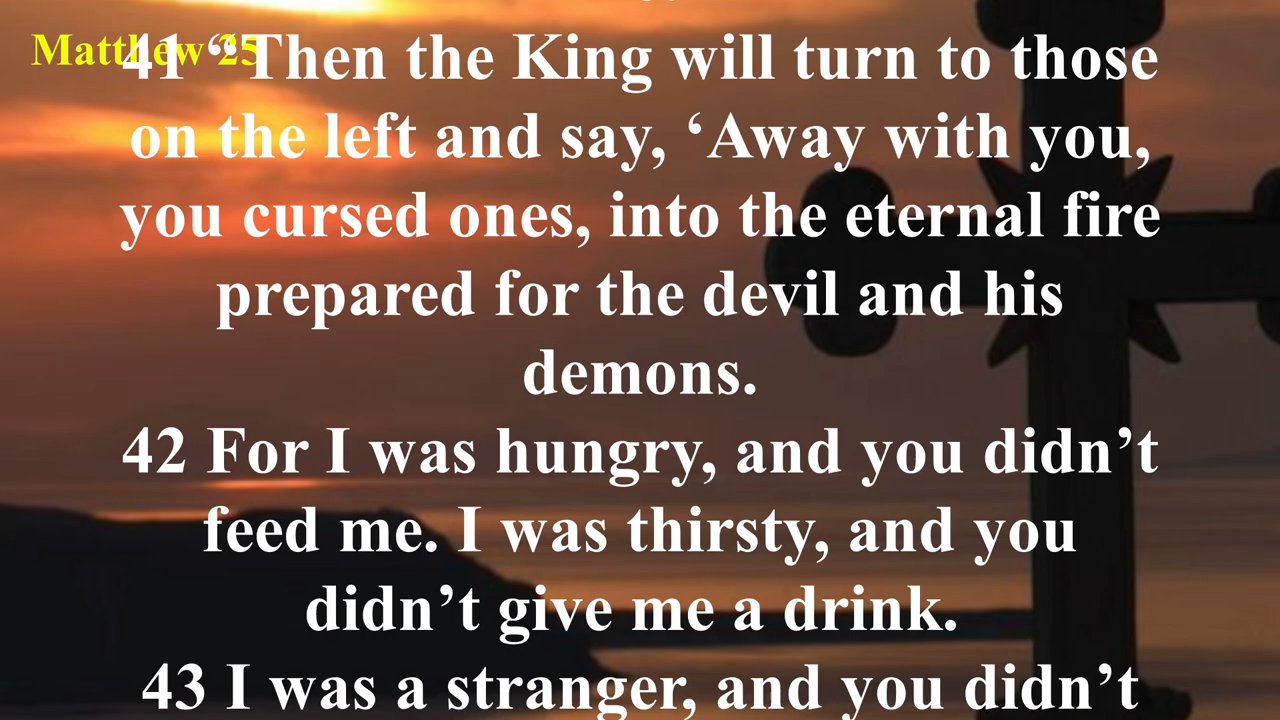 Matthew 25
41 “Then the King will turn to those
on the left and say, ‘Away with you,
you cursed ones, into the eternal fire
prepared for the devil and his
demons.
42 For I was hungry, and you didn’t
feed me. I was thirsty, and you
didn’t give me a drink.
43 I was a stranger, and you didn’t